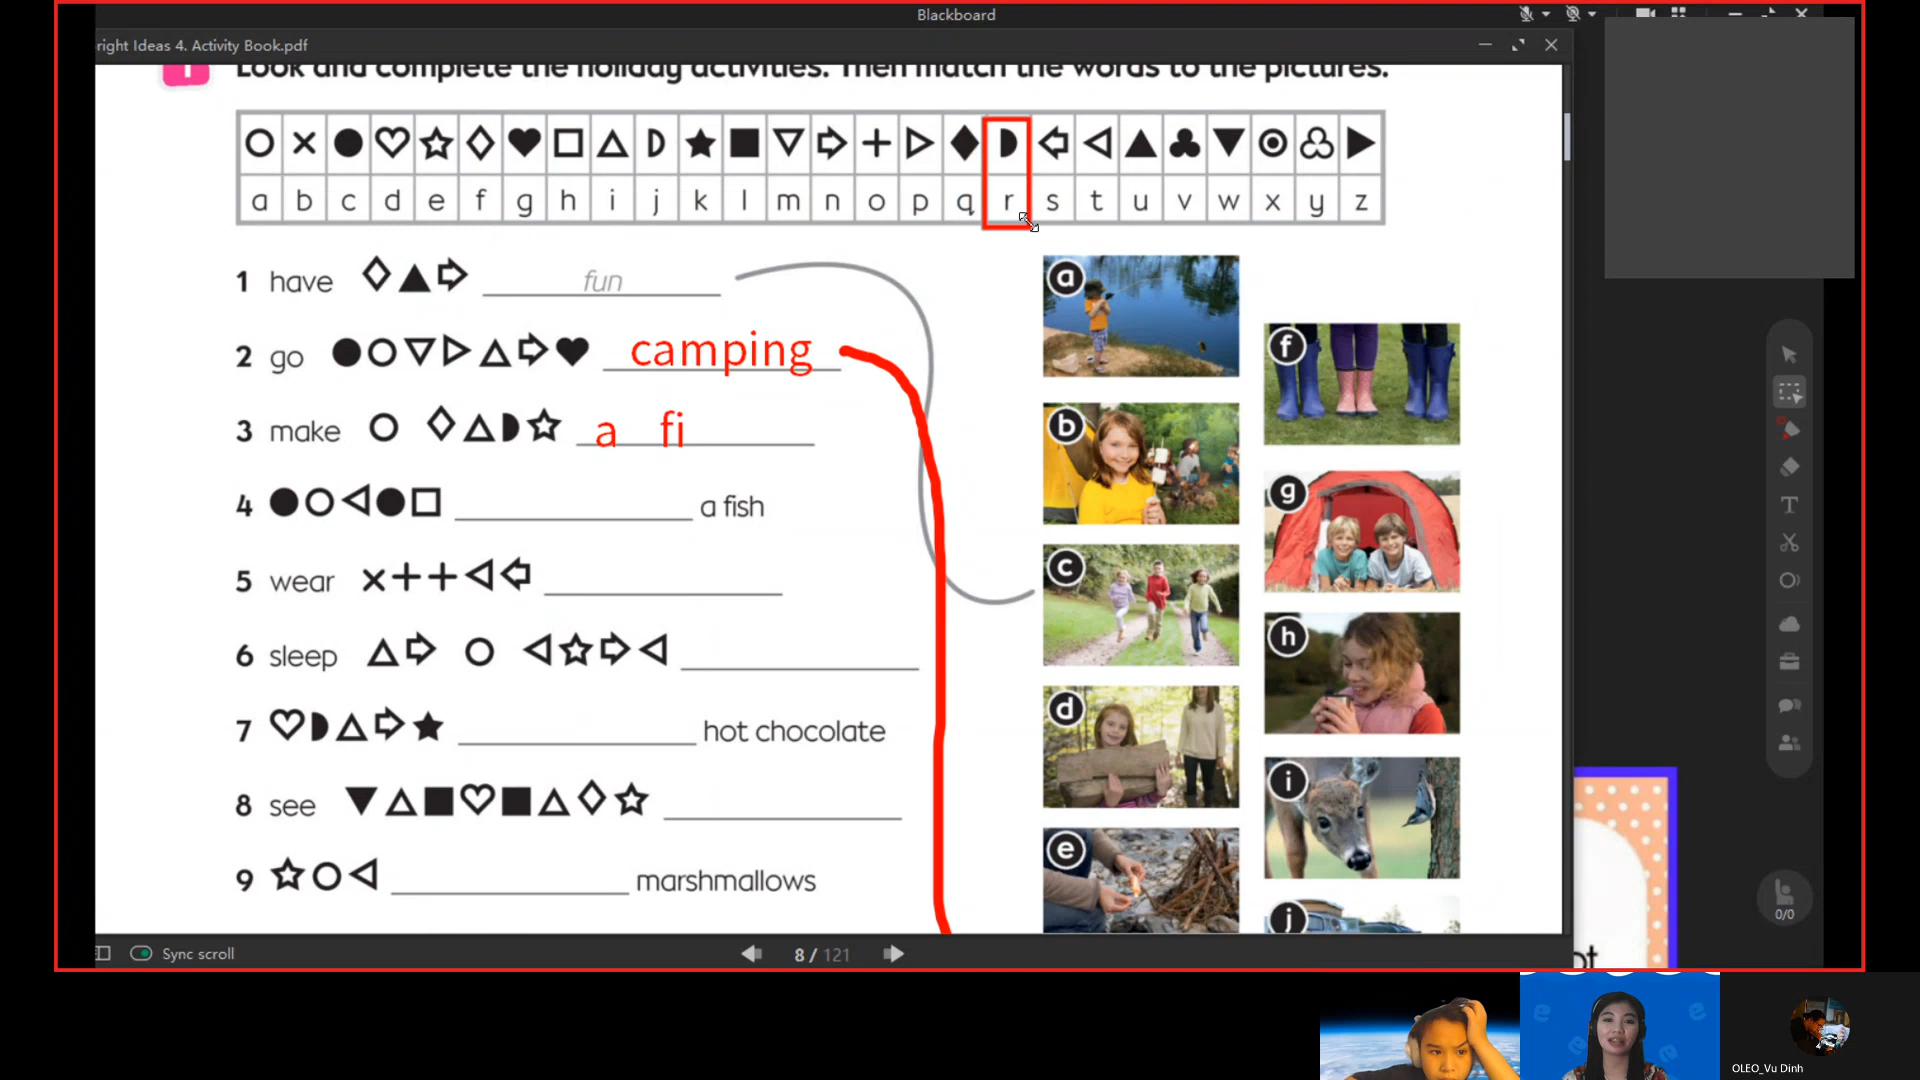 Blackboard
right Ideas 4. Activity Book.pdf
1 Look and complete the holiday activities. Then match the words to the pictures.
a b c d e f g h i j k l m n o p q r s t u v w x y z
1 have fun
2 go camping
3 make a fi
4 a fish
5 wear
6 sleep
7 hot chocolate
8 see
9 marshmallows
a
b
c
d
e
f
g
h
i
j
Sync scroll
8 / 121
0/0
ot
OLEO_Vu Dinh